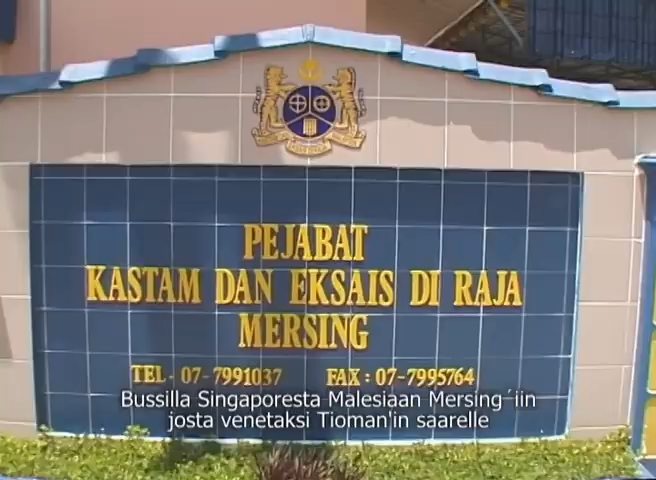 PEJABAT
KASTAM DAN EKSAIS DI RAJA
MERSING
TEL · 07-7991037 FAX : 07-7995764
Bussilla Singaporesta Malesiaan Mersing´iin
josta venetaksi Tioman'in saarelle